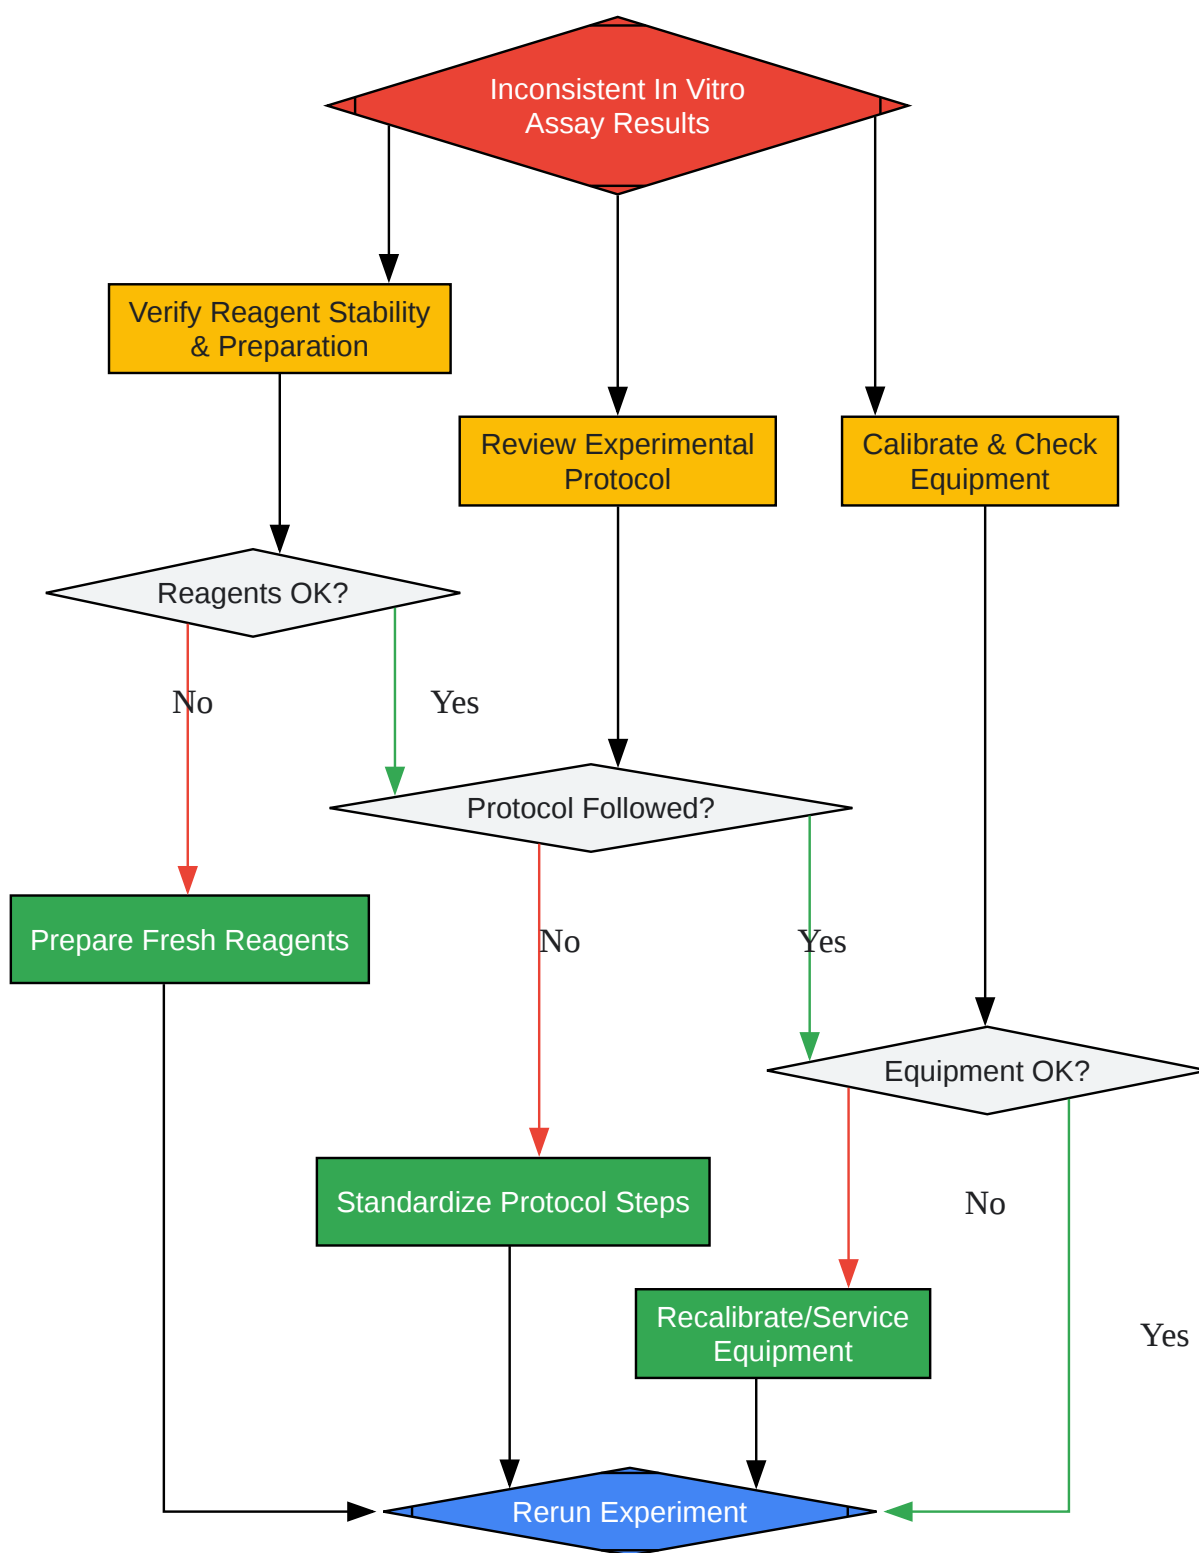 Inconsistent In Vitro
Assay Results
Verify Reagent Stability
& Preparation
Review Experimental
Protocol
Calibrate & Check
Equipment
Reagents OK?
No
Yes
Protocol Followed?
Prepare Fresh Reagents
No
Yes
Equipment OK?
Standardize Protocol Steps
No
Recalibrate/Service
Equipment
Yes
Rerun Experiment